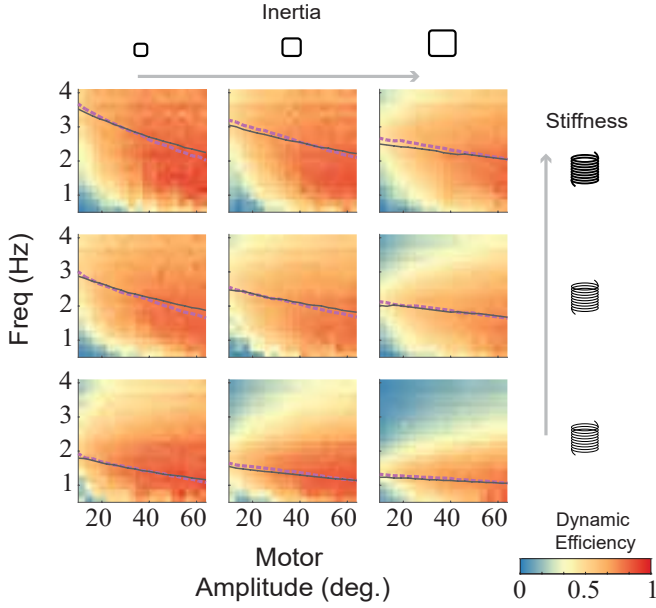 Inertia
4
3
2
1
Stiffness
4
3
2
1
Freq (Hz)
4
3
2
1
20 40 60 20 40 60 20 40 60
Motor
Amplitude (deg.)
Dynamic
Efficiency
0 0.5 1